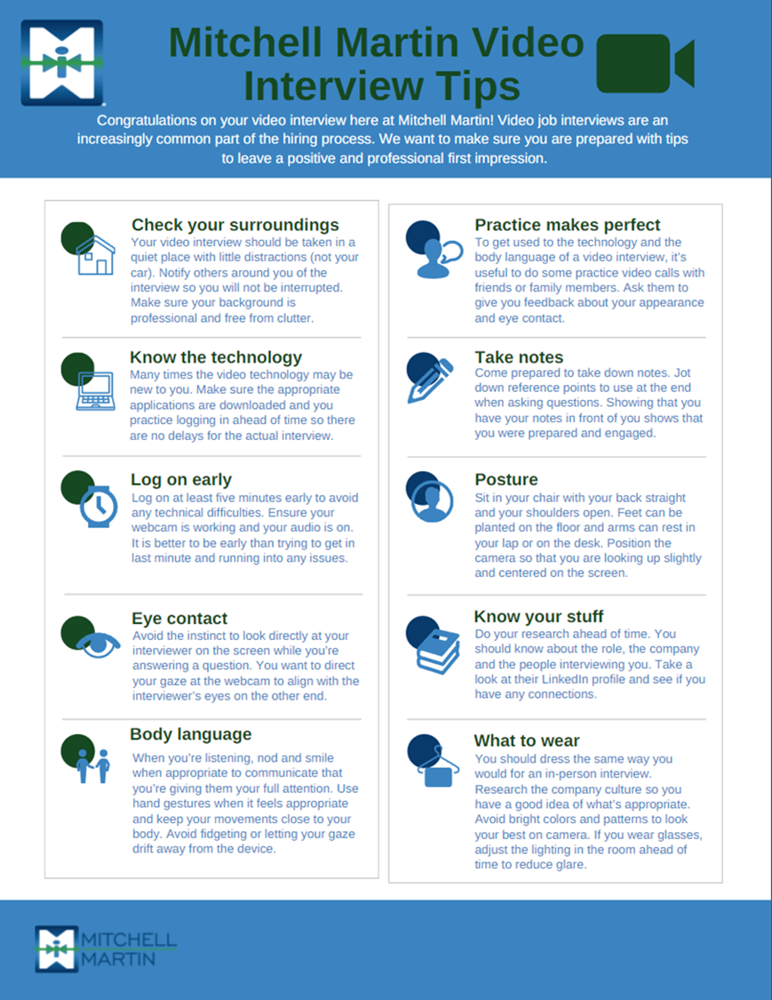 Mitchell Martin Video
Interview Tips
Congratulations on your video interview here at Mitchell Martin! Video job interviews are an
increasingly common part of the hiring process. We want to make sure you are prepared with tips
to leave a positive and professional first impression.
Check your surroundings
Your video interview should be taken in a
quiet place with little distractions (not your
car). Notify others around you of the
interview so you will not be interrupted.
Make sure your background is
professional and free from clutter.
Know the technology
Many times the video technology may be
new to you. Make sure the appropriate
applications are downloaded and you
practice logging in ahead of time so there
are no delays for the actual interview.
Log on early
Log on at least five minutes early to avoid
any technical difficulties. Ensure your
webcam is working and your audio is on.
It is better to be early than trying to get in
last minute and running into any issues.
Eye contact
Avoid the instinct to look directly at your
interviewer on the screen while you're
answering a question. You want to direct
your gaze at the webcam to align with the
interviewer's eyes on the other end.
Body language
When you're listening, nod and smile
when appropriate to communicate that
you're giving them your full attention. Use
hand gestures when it feels appropriate
and keep your movements close to your
body. Avoid fidgeting or letting your gaze
drift away from the device.
Practice makes perfect
To get used to the technology and the
body language of a video interview, it's
useful to do some practice video calls with
friends or family members. Ask them to
give you feedback about your appearance
and eye contact.
Take notes
Come prepared to take down notes. Jot
down reference points to use at the end
when asking questions. Showing that you
have your notes in front of you shows that
you were prepared and engaged.
Posture
Sit in your chair with your back straight
and your shoulders open. Feet can be
planted on the floor and arms can rest in
your lap or on the desk. Position the
camera so that you are looking up slightly
and centered on the screen.
Know your stuff
Do your research ahead of time. You
should know about the role, the company
and the people interviewing you. Take a
look at their LinkedIn profile and see if you
have any connections.
What to wear
You should dress the same way you
would for an in-person interview.
Research the company culture so you
have a good idea of what's appropriate.
Avoid bright colors and patterns to look
your best on camera. If you wear glasses,
adjust the lighting in the room ahead of
time to reduce glare.
MITCHELL
MARTIN